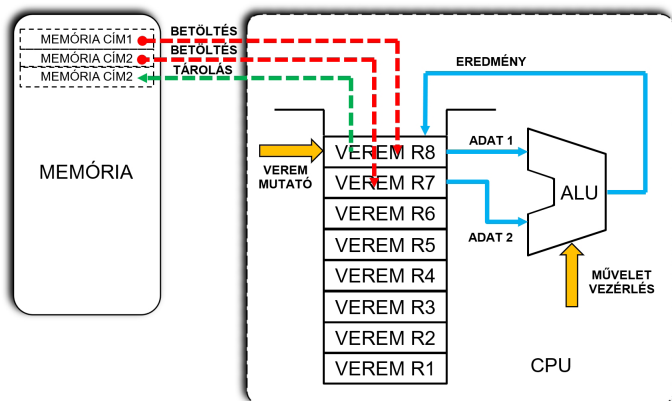 BETÖLTÉS
MEMÓRIA CÍM1
BETÖLTÉS
MEMÓRIA CÍM2
TÁROLÁS
MEMÓRIA CÍM2
MEMÓRIA
EREDMÉNY
VEREM
MUTATÓ
VEREM R8
VEREM R7
VEREM R6
VEREM R5
VEREM R4
VEREM R3
VEREM R2
VEREM R1
ADAT 1
ADAT 2
ALU
MŰVELET
VEZÉRLÉS
CPU